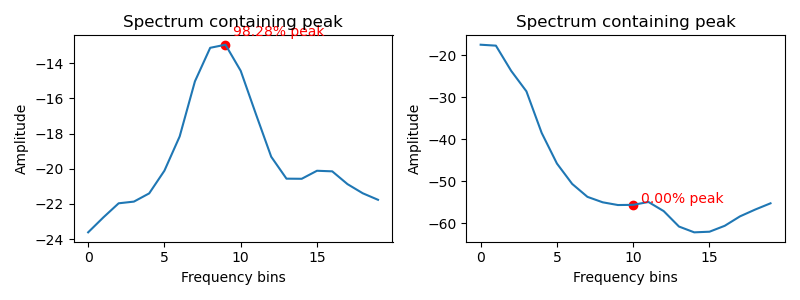 Spectrum containing peak
98.28% peak
−14
−16
−18
−20
−22
−24
Amplitude
0
5
10
15
Frequency bins
Spectrum containing peak
−20
−30
−40
−50
−60
0.00% peak
Amplitude
0
5
10
15
Frequency bins